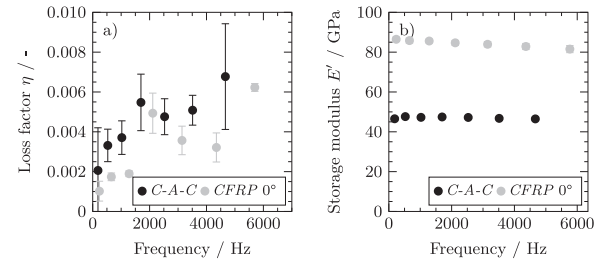 a)
0.010
0.008
0.006
0.004
0.002
0
Loss factor η / -
C-A-C CFRP 0°
0 2000 4000 6000
Frequency / Hz
b)
100
80
60
40
20
0
Storage modulus E′ / GPa
C-A-C CFRP 0°
0 2000 4000 6000
Frequency / Hz